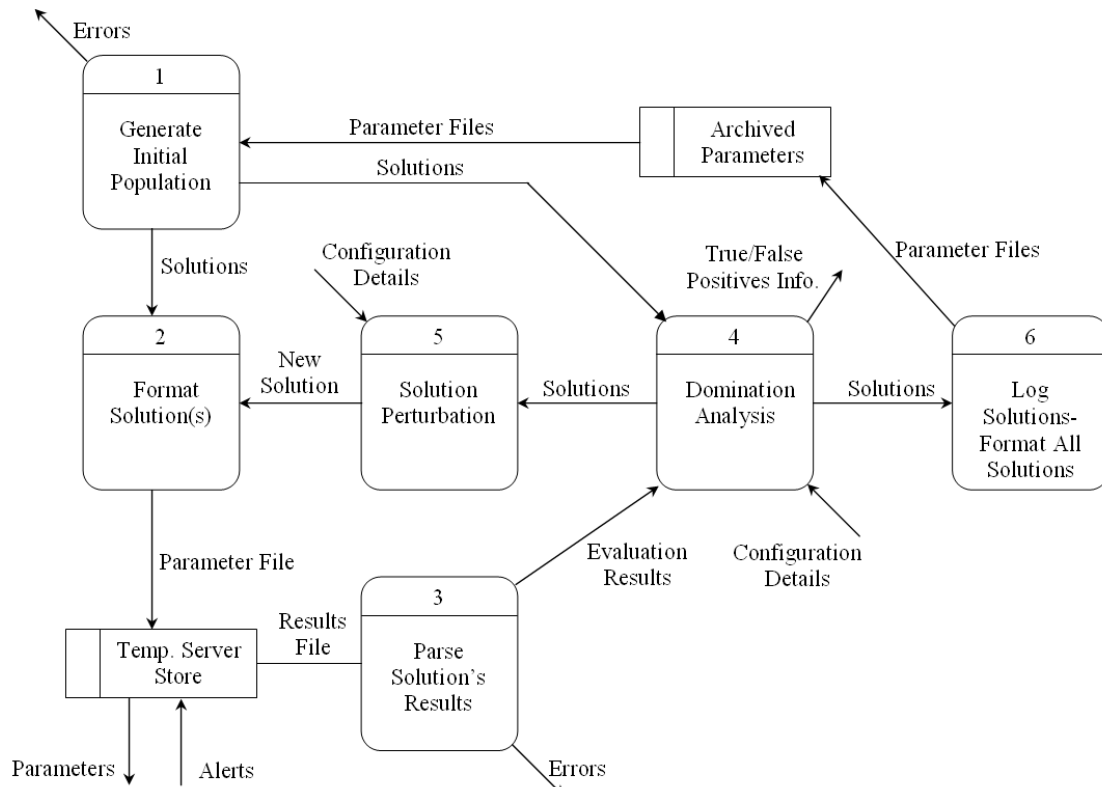 Errors
1
Generate
Initial
Population
Parameter Files
Archived
Parameters
Solutions
Solutions
Configuration
Details
True/False
Positives Info.
Parameter Files
2
Format
Solution(s)
New
Solution
5
Solution
Perturbation
Solutions
4
Domination
Analysis
Solutions
6
Log
Solutions-
Format All
Solutions
Parameter File
Evaluation
Results
Configuration
Details
Temp. Server
Store
Results
File
3
Parse
Solution’s
Results
Parameters
Alerts
Errors